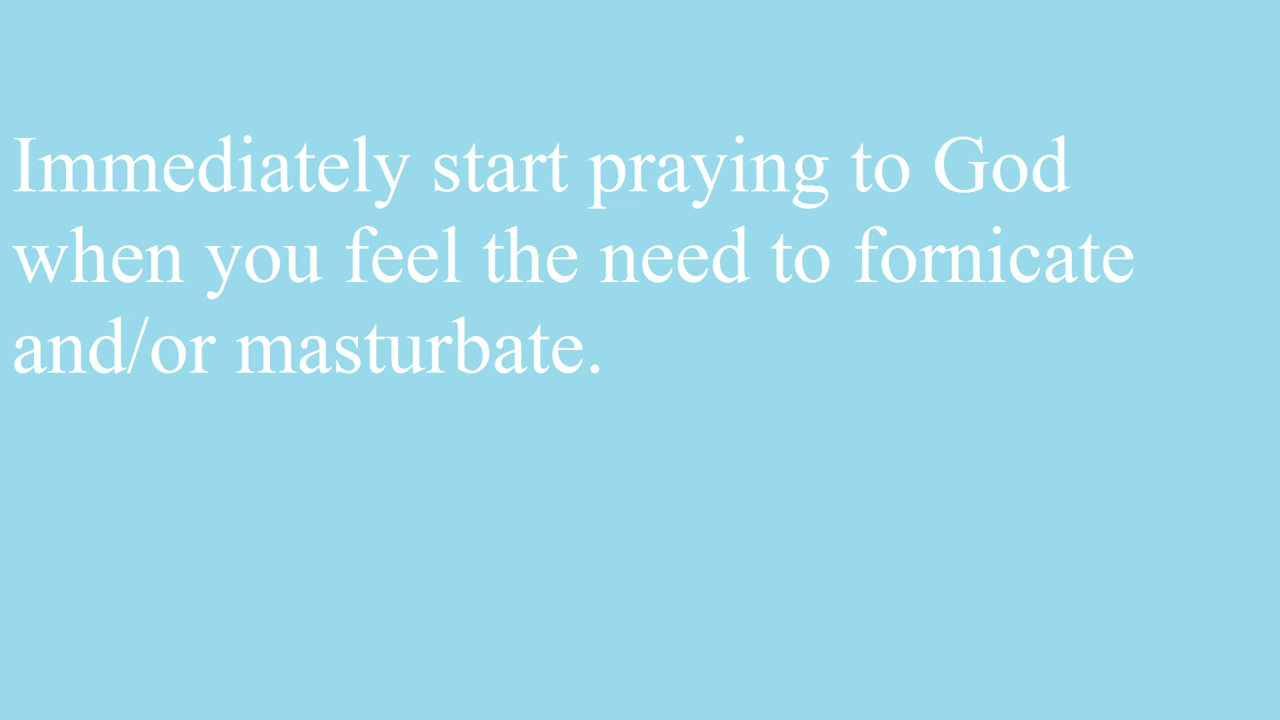 Immediately start praying to God
when you feel the need to fornicate
and/or masturbate.